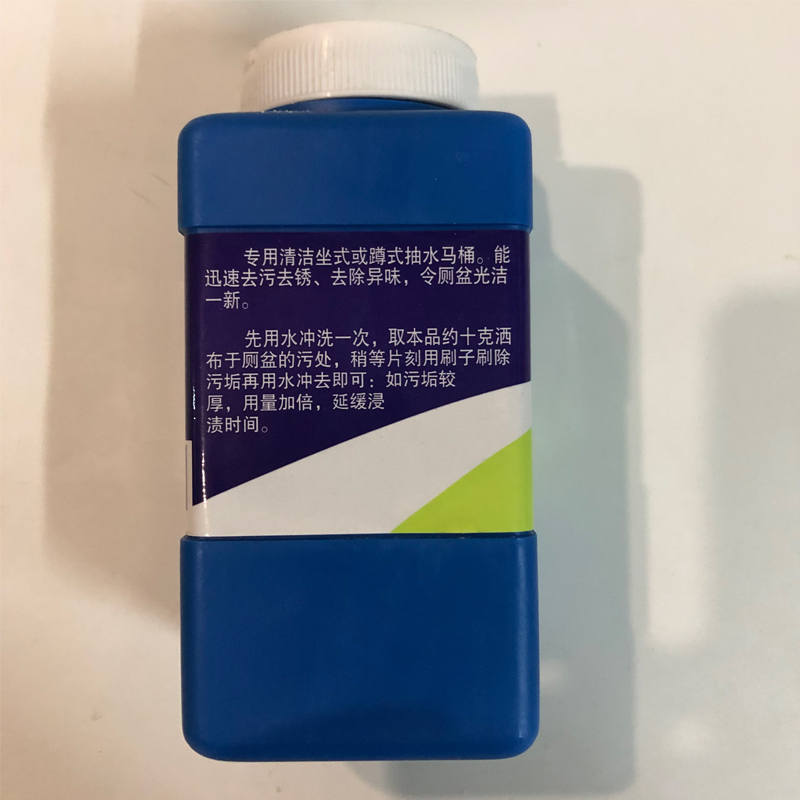 专用清洁坐式或蹲式抽水马桶。能
迅速去污去锈、去除异味，令厕盆光洁
一新。
先用水冲洗一次，取本品约十克洒
布于厕盆的污处，稍等片刻用刷子刷除
污垢再用水冲去即可：如污垢较
厚，用量加倍，延缓浸
渍时间。